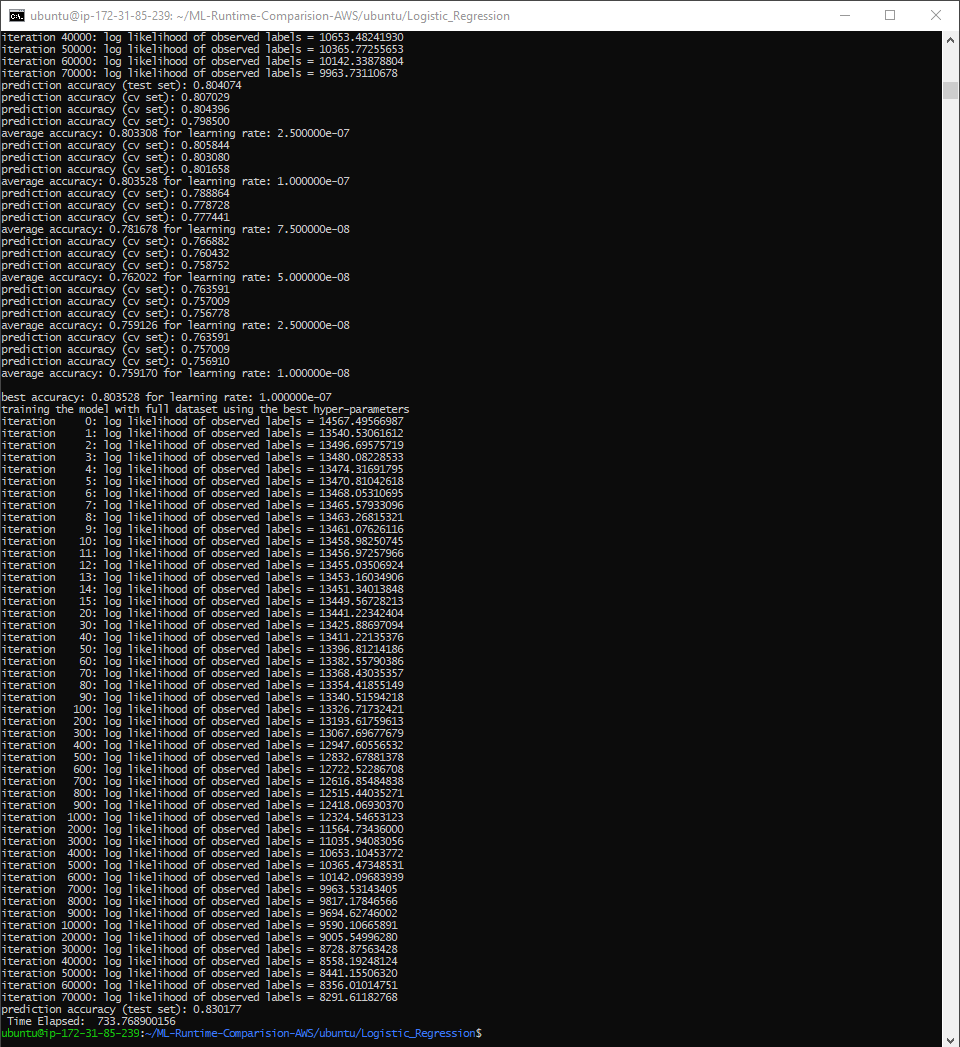 ubuntu@ip-172-31-85-239: ~/ML-Runtime-Comparision-AWS/ubuntu/Logistic_Regression
iteration 40000: log likelihood of observed labels = 10653.48241930
iteration 50000: log likelihood of observed labels = 10365.77255653
iteration 60000: log likelihood of observed labels = 10142.33878804
iteration 70000: log likelihood of observed labels = 9963.73110678
prediction accuracy (test set): 0.804074
prediction accuracy (cv set): 0.807029
prediction accuracy (cv set): 0.804396
prediction accuracy (cv set): 0.798500
average accuracy: 0.803308 for learning rate: 2.500000e-07
prediction accuracy (cv set): 0.805844
prediction accuracy (cv set): 0.803080
prediction accuracy (cv set): 0.801658
average accuracy: 0.803528 for learning rate: 1.000000e-07
prediction accuracy (cv set): 0.788864
prediction accuracy (cv set): 0.778728
prediction accuracy (cv set): 0.777441
average accuracy: 0.781678 for learning rate: 7.500000e-08
prediction accuracy (cv set): 0.766882
prediction accuracy (cv set): 0.760432
prediction accuracy (cv set): 0.758752
average accuracy: 0.762022 for learning rate: 5.000000e-08
prediction accuracy (cv set): 0.763591
prediction accuracy (cv set): 0.757009
prediction accuracy (cv set): 0.756778
average accuracy: 0.759126 for learning rate: 2.500000e-08
prediction accuracy (cv set): 0.763591
prediction accuracy (cv set): 0.757009
prediction accuracy (cv set): 0.756910
average accuracy: 0.759170 for learning rate: 1.000000e-08
best accuracy: 0.803528 for learning rate: 1.000000e-07
training the model with full dataset using the best hyper-parameters
iteration     0: log likelihood of observed labels = 14567.49566987
iteration     1: log likelihood of observed labels = 13540.53061612
iteration     2: log likelihood of observed labels = 13496.69575719
iteration     3: log likelihood of observed labels = 13480.08228533
iteration     4: log likelihood of observed labels = 13474.31691795
iteration     5: log likelihood of observed labels = 13470.81042618
iteration     6: log likelihood of observed labels = 13468.05310695
iteration     7: log likelihood of observed labels = 13465.57933096
iteration     8: log likelihood of observed labels = 13463.26815321
iteration     9: log likelihood of observed labels = 13461.07626116
iteration    10: log likelihood of observed labels = 13458.98250745
iteration    11: log likelihood of observed labels = 13456.97257966
iteration    12: log likelihood of observed labels = 13455.03506924
iteration    13: log likelihood of observed labels = 13453.16034906
iteration    14: log likelihood of observed labels = 13451.34013848
iteration    15: log likelihood of observed labels = 13449.56728213
iteration    20: log likelihood of observed labels = 13441.22342404
iteration    30: log likelihood of observed labels = 13425.88697094
iteration    40: log likelihood of observed labels = 13411.22135376
iteration    50: log likelihood of observed labels = 13396.81214186
iteration    60: log likelihood of observed labels = 13382.55790386
iteration    70: log likelihood of observed labels = 13368.43035357
iteration    80: log likelihood of observed labels = 13354.41855149
iteration    90: log likelihood of observed labels = 13340.51594218
iteration   100: log likelihood of observed labels = 13326.71732421
iteration   200: log likelihood of observed labels = 13193.61759613
iteration   300: log likelihood of observed labels = 13067.69677679
iteration   400: log likelihood of observed labels = 12947.60556532
iteration   500: log likelihood of observed labels = 12832.67881378
iteration   600: log likelihood of observed labels = 12722.52286708
iteration   700: log likelihood of observed labels = 12616.85484838
iteration   800: log likelihood of observed labels = 12515.44035271
iteration   900: log likelihood of observed labels = 12418.06930370
iteration  1000: log likelihood of observed labels = 12324.54653123
iteration  2000: log likelihood of observed labels = 11564.73436000
iteration  3000: log likelihood of observed labels = 11035.94083056
iteration  4000: log likelihood of observed labels = 10653.10453772
iteration  5000: log likelihood of observed labels = 10365.47348531
iteration  6000: log likelihood of observed labels = 10142.09683939
iteration  7000: log likelihood of observed labels = 9963.53143405
iteration  8000: log likelihood of observed labels = 9817.17846566
iteration  9000: log likelihood of observed labels = 9694.62746002
iteration 10000: log likelihood of observed labels = 9590.10665891
iteration 20000: log likelihood of observed labels = 9005.54996280
iteration 30000: log likelihood of observed labels = 8728.87563428
iteration 40000: log likelihood of observed labels = 8558.19248124
iteration 50000: log likelihood of observed labels = 8441.15506320
iteration 60000: log likelihood of observed labels = 8356.01014751
iteration 70000: log likelihood of observed labels = 8291.61182768
prediction accuracy (test set): 0.830177
 Time Elapsed:  733.768900156
ubuntu@ip-172-31-85-239:~/ML-Runtime-Comparision-AWS/ubuntu/Logistic_Regression$